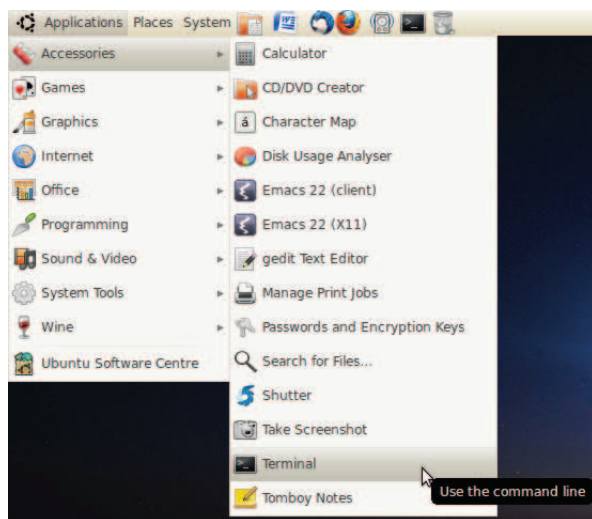 Applications Places System
Accessories
Games
Graphics
Internet
Office
Programming
Sound & Video
System Tools
Wine
Ubuntu Software Centre
Calculator
CD/DVD Creator
á Character Map
Disk Usage Analyser
Emacs 22 (client)
Emacs 22 (X11)
gedit Text Editor
Manage Print Jobs
Passwords and Encryption Keys
Search for Files...
Shutter
Take Screenshot
Terminal
Tomboy Notes
Use the command line